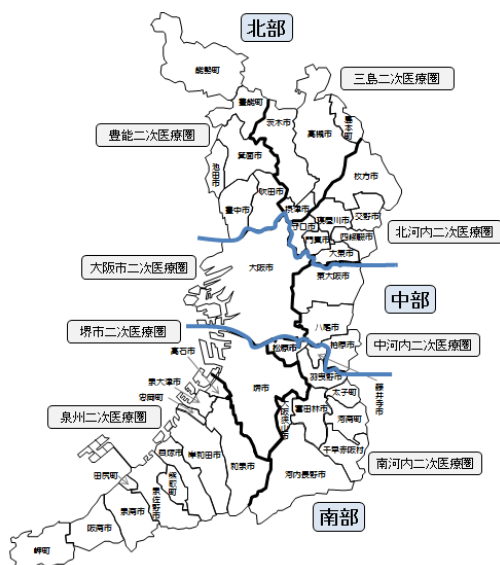 北部
能勢町
三島二次医療圏
豊能町
茨木市
高槻市
島本町
豊能二次医療圏
箕面市
池田市
枚方市
吹田市
豊中市
摂津市
寝屋川市
交野市
守口市
門真市
四條畷市
北河内二次医療圏
大東市
大阪市二次医療圏
大阪市
東大阪市
中部
堺市二次医療圏
八尾市
柏原市
中河内二次医療圏
松原市
高石市
羽曳野市
藤井寺市
泉大津市
堺市
太子町
忠岡町
大阪狭山市
富田林市
河南町
泉州二次医療圏
千早赤阪村
貝塚市
岸和田市
和泉市
南河内二次医療圏
熊取町
河内長野市
田尻町
泉佐野市
泉南市
南部
阪南市
岬町